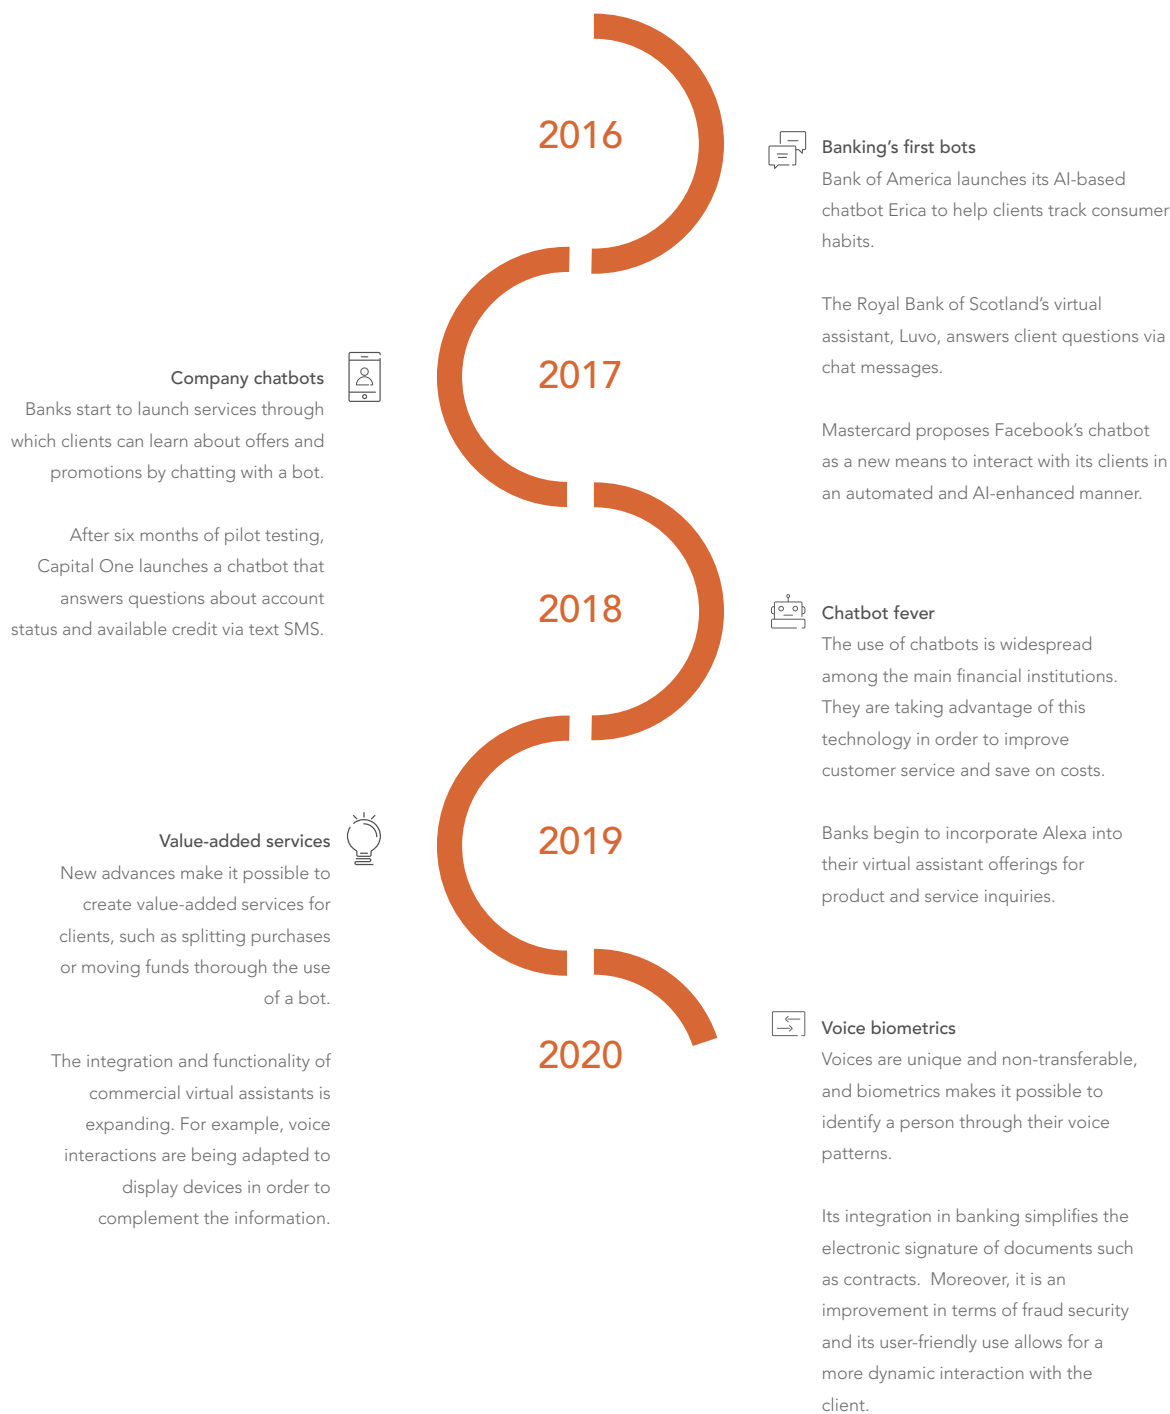 2016
Banking's first bots
Bank of America launches its AI-based
chatbot Erica to help clients track consumer
habits.
The Royal Bank of Scotland's virtual
assistant, Luvo, answers client questions via
chat messages.
Mastercard proposes Facebook's chatbot
as a new means to interact with its clients in
an automated and AI-enhanced manner.
2017
Company chatbots
Banks start to launch services through
which clients can learn about offers and
promotions by chatting with a bot.
After six months of pilot testing,
Capital One launches a chatbot that
answers questions about account
status and available credit via text SMS.
2018
Chatbot fever
The use of chatbots is widespread
among the main financial institutions.
They are taking advantage of this
technology in order to improve
customer service and save on costs.
Banks begin to incorporate Alexa into
their virtual assistant offerings for
product and service inquiries.
2019
Value-added services
New advances make it possible to
create value-added services for
clients, such as splitting purchases
or moving funds thorough the use
of a bot.
The integration and functionality of
commercial virtual assistants is
expanding. For example, voice
interactions are being adapted to
display devices in order to
complement the information.
2020
Voice biometrics
Voices are unique and non-transferable,
and biometrics makes it possible to
identify a person through their voice
patterns.
Its integration in banking simplifies the
electronic signature of documents such
as contracts.  Moreover, it is an
improvement in terms of fraud security
and its user-friendly use allows for a
more dynamic interaction with the
client.